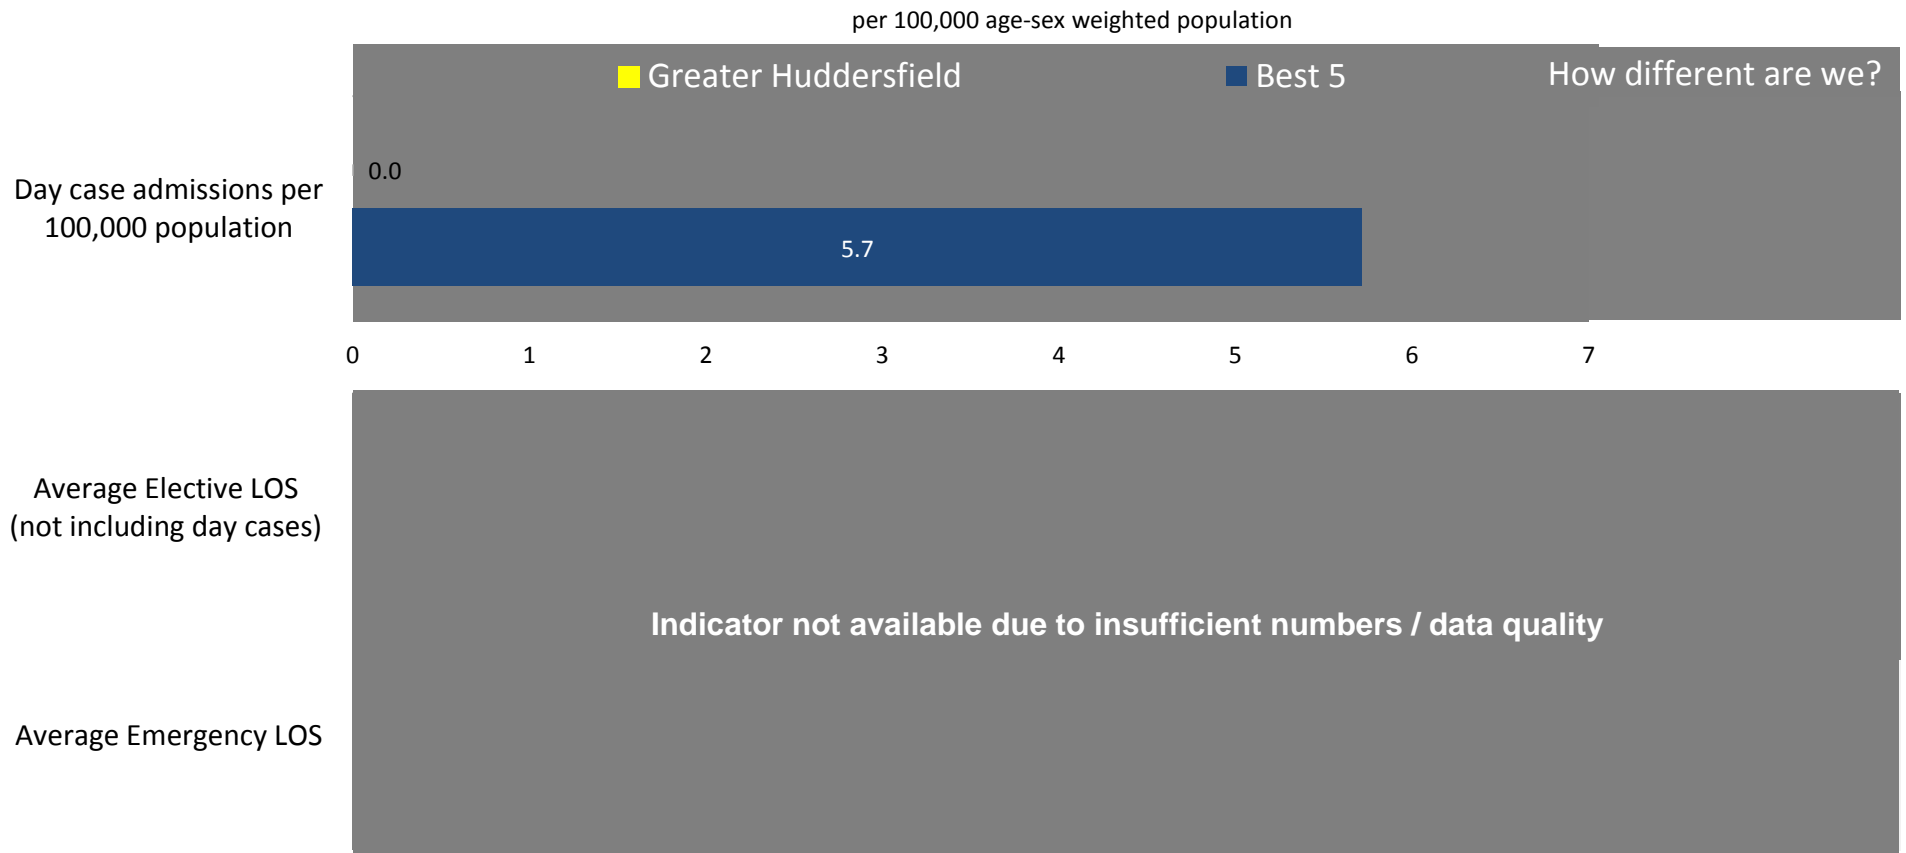 per 100,000 age-sex weighted population
Greater Huddersfield
Best 5
How different are we?
Day case admissions per
100,000 population
0.0
5.7
0 1 2 3 4 5 6 7
Average Elective LOS
(not including day cases)
Indicator not available due to insufficient numbers / data quality
Average Emergency LOS